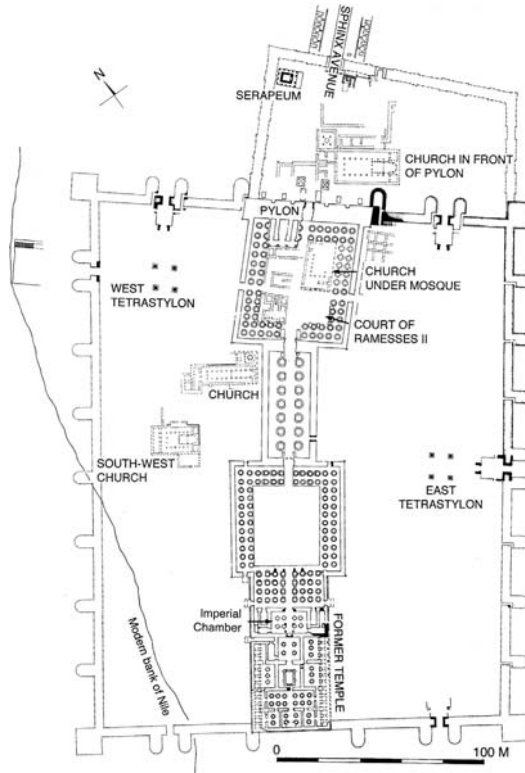 SPHINX AVENUE
N
SERAPEUM
CHURCH IN FRONT
OF PYLON
PYLON
CHURCH
UNDER MOSQUE
WEST
TETRASTYLON
COURT OF
RAMESSES II
CHURCH
SOUTH-WEST
CHURCH
EAST
TETRASTYLON
Imperial
Chamber
FORMER TEMPLE
Modern bank of Nile
0 100 M